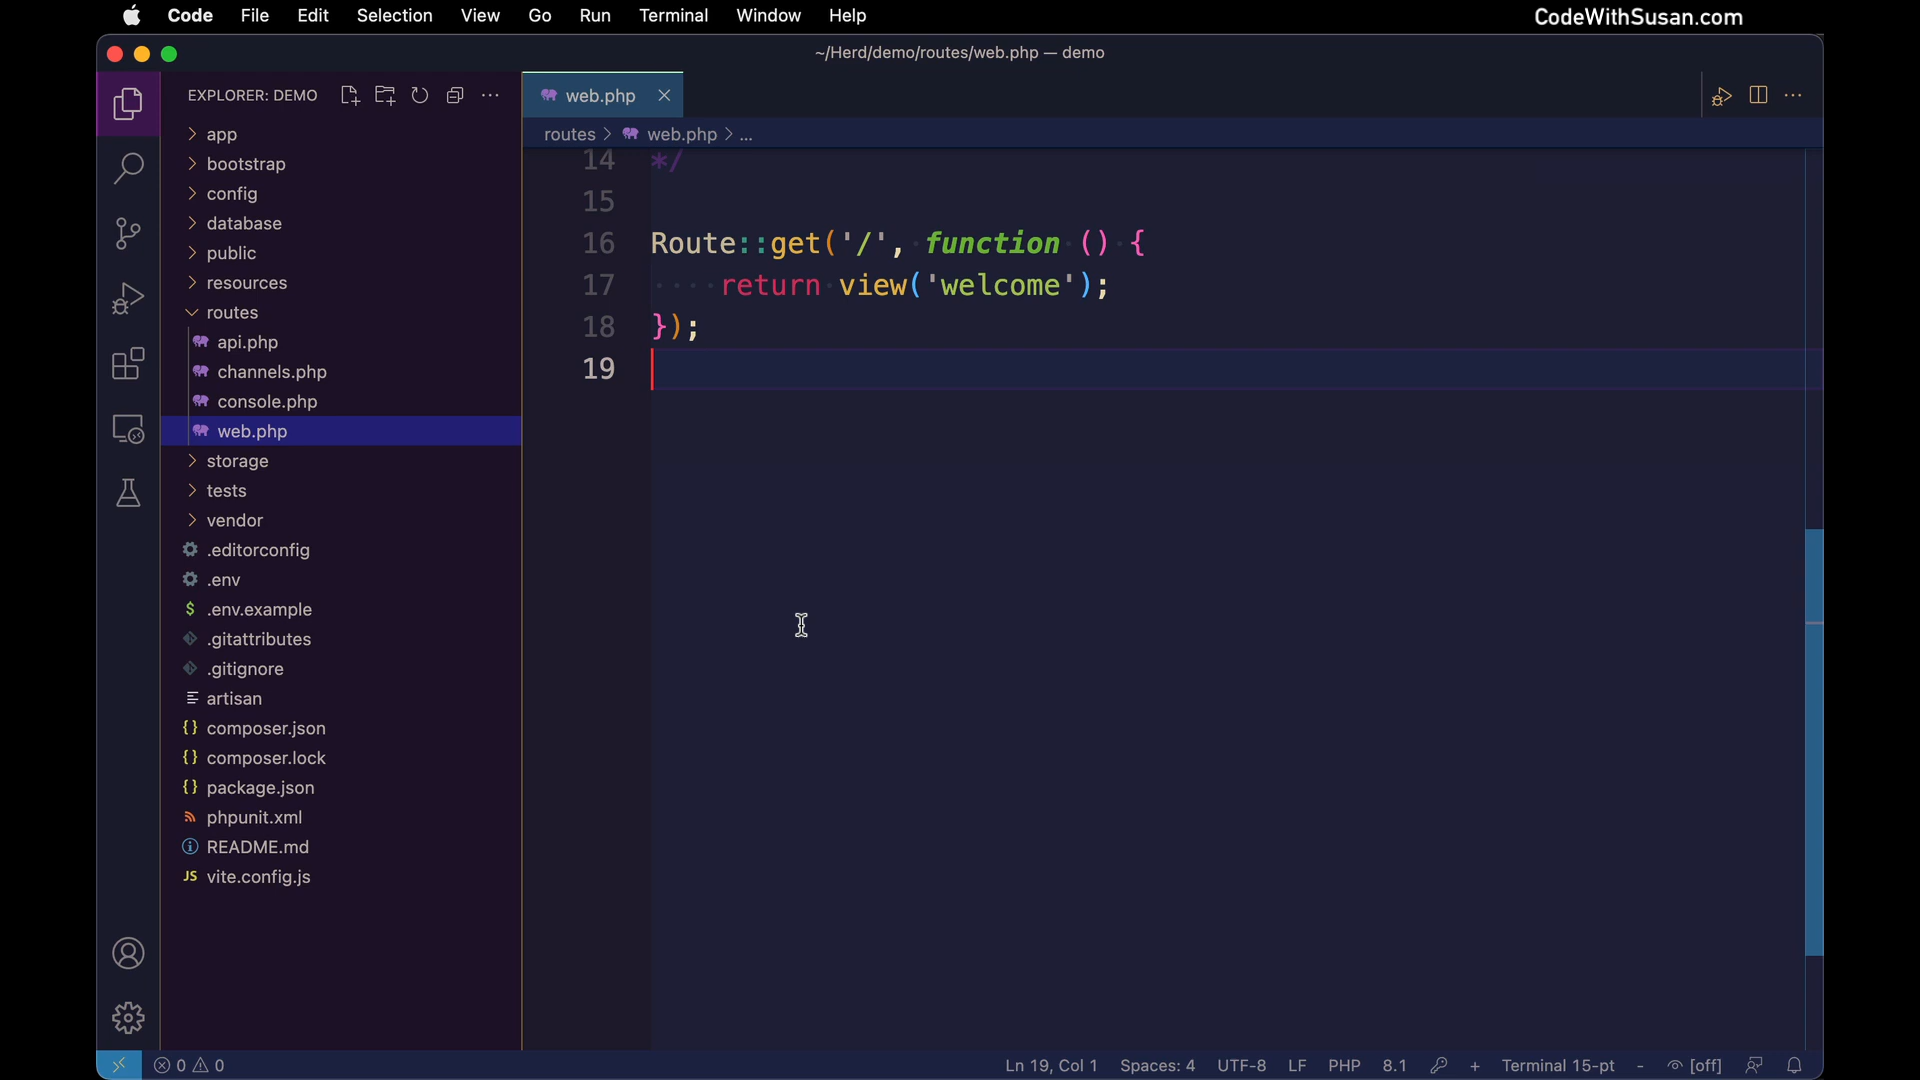 Code File Edit Selection View Go Run Terminal Window Help CodeWithSusan.com
~/Herd/demo/routes/web.php — demo
EXPLORER: DEMO
app
bootstrap
config
database
public
resources
routes
api.php
channels.php
console.php
web.php
storage
tests
vendor
.editorconfig
.env
$ .env.example
.gitattributes
.gitignore
artisan
{} composer.json
{} composer.lock
{} package.json
phpunit.xml
README.md
JS vite.config.js
web.php
routes > web.php > ...
14 */
15
16 Route::get('/', function () {
17 ····return view('welcome');
18 });
19
0 0 Ln 19, Col 1 Spaces: 4 UTF-8 LF PHP 8.1 + Terminal 15-pt - [off]